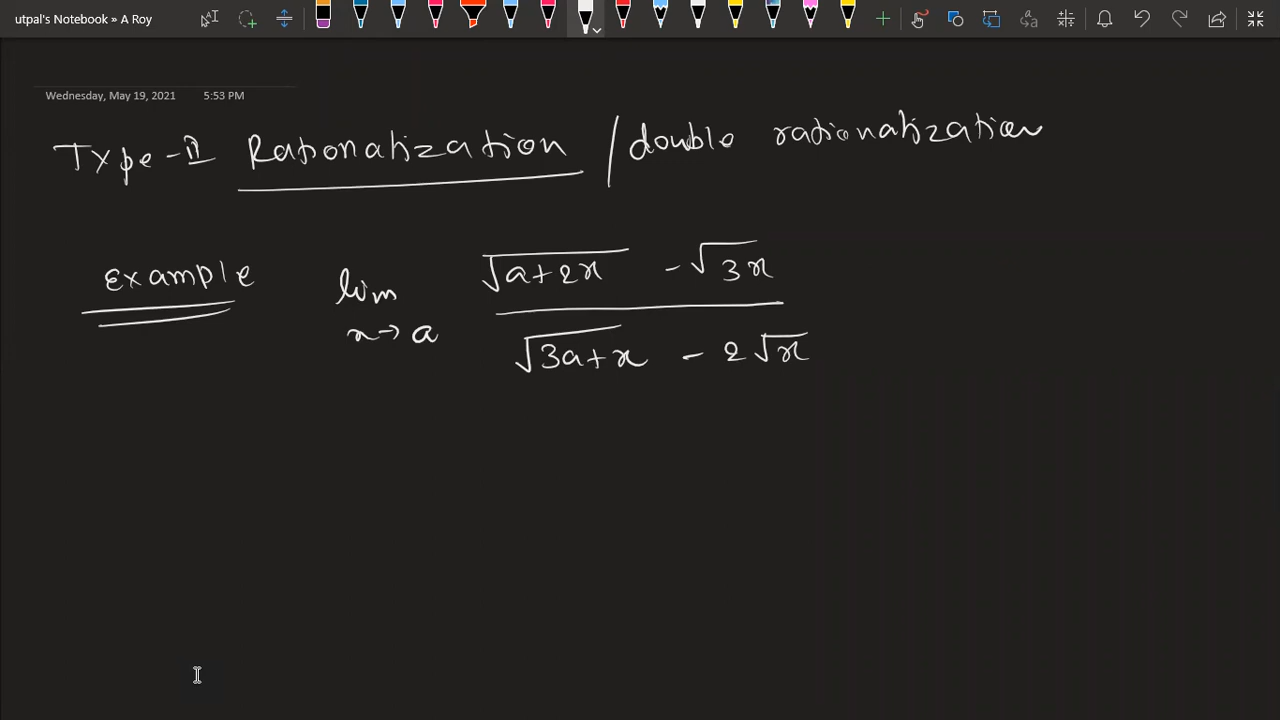 utpal's Notebook » A Roy
Wednesday, May 19, 2021 5:53 PM
Type-II Rationalization / double rationalization
Example lim x→a (√(a+2x) - √(3x)) / (√(3a+x) - 2√x)